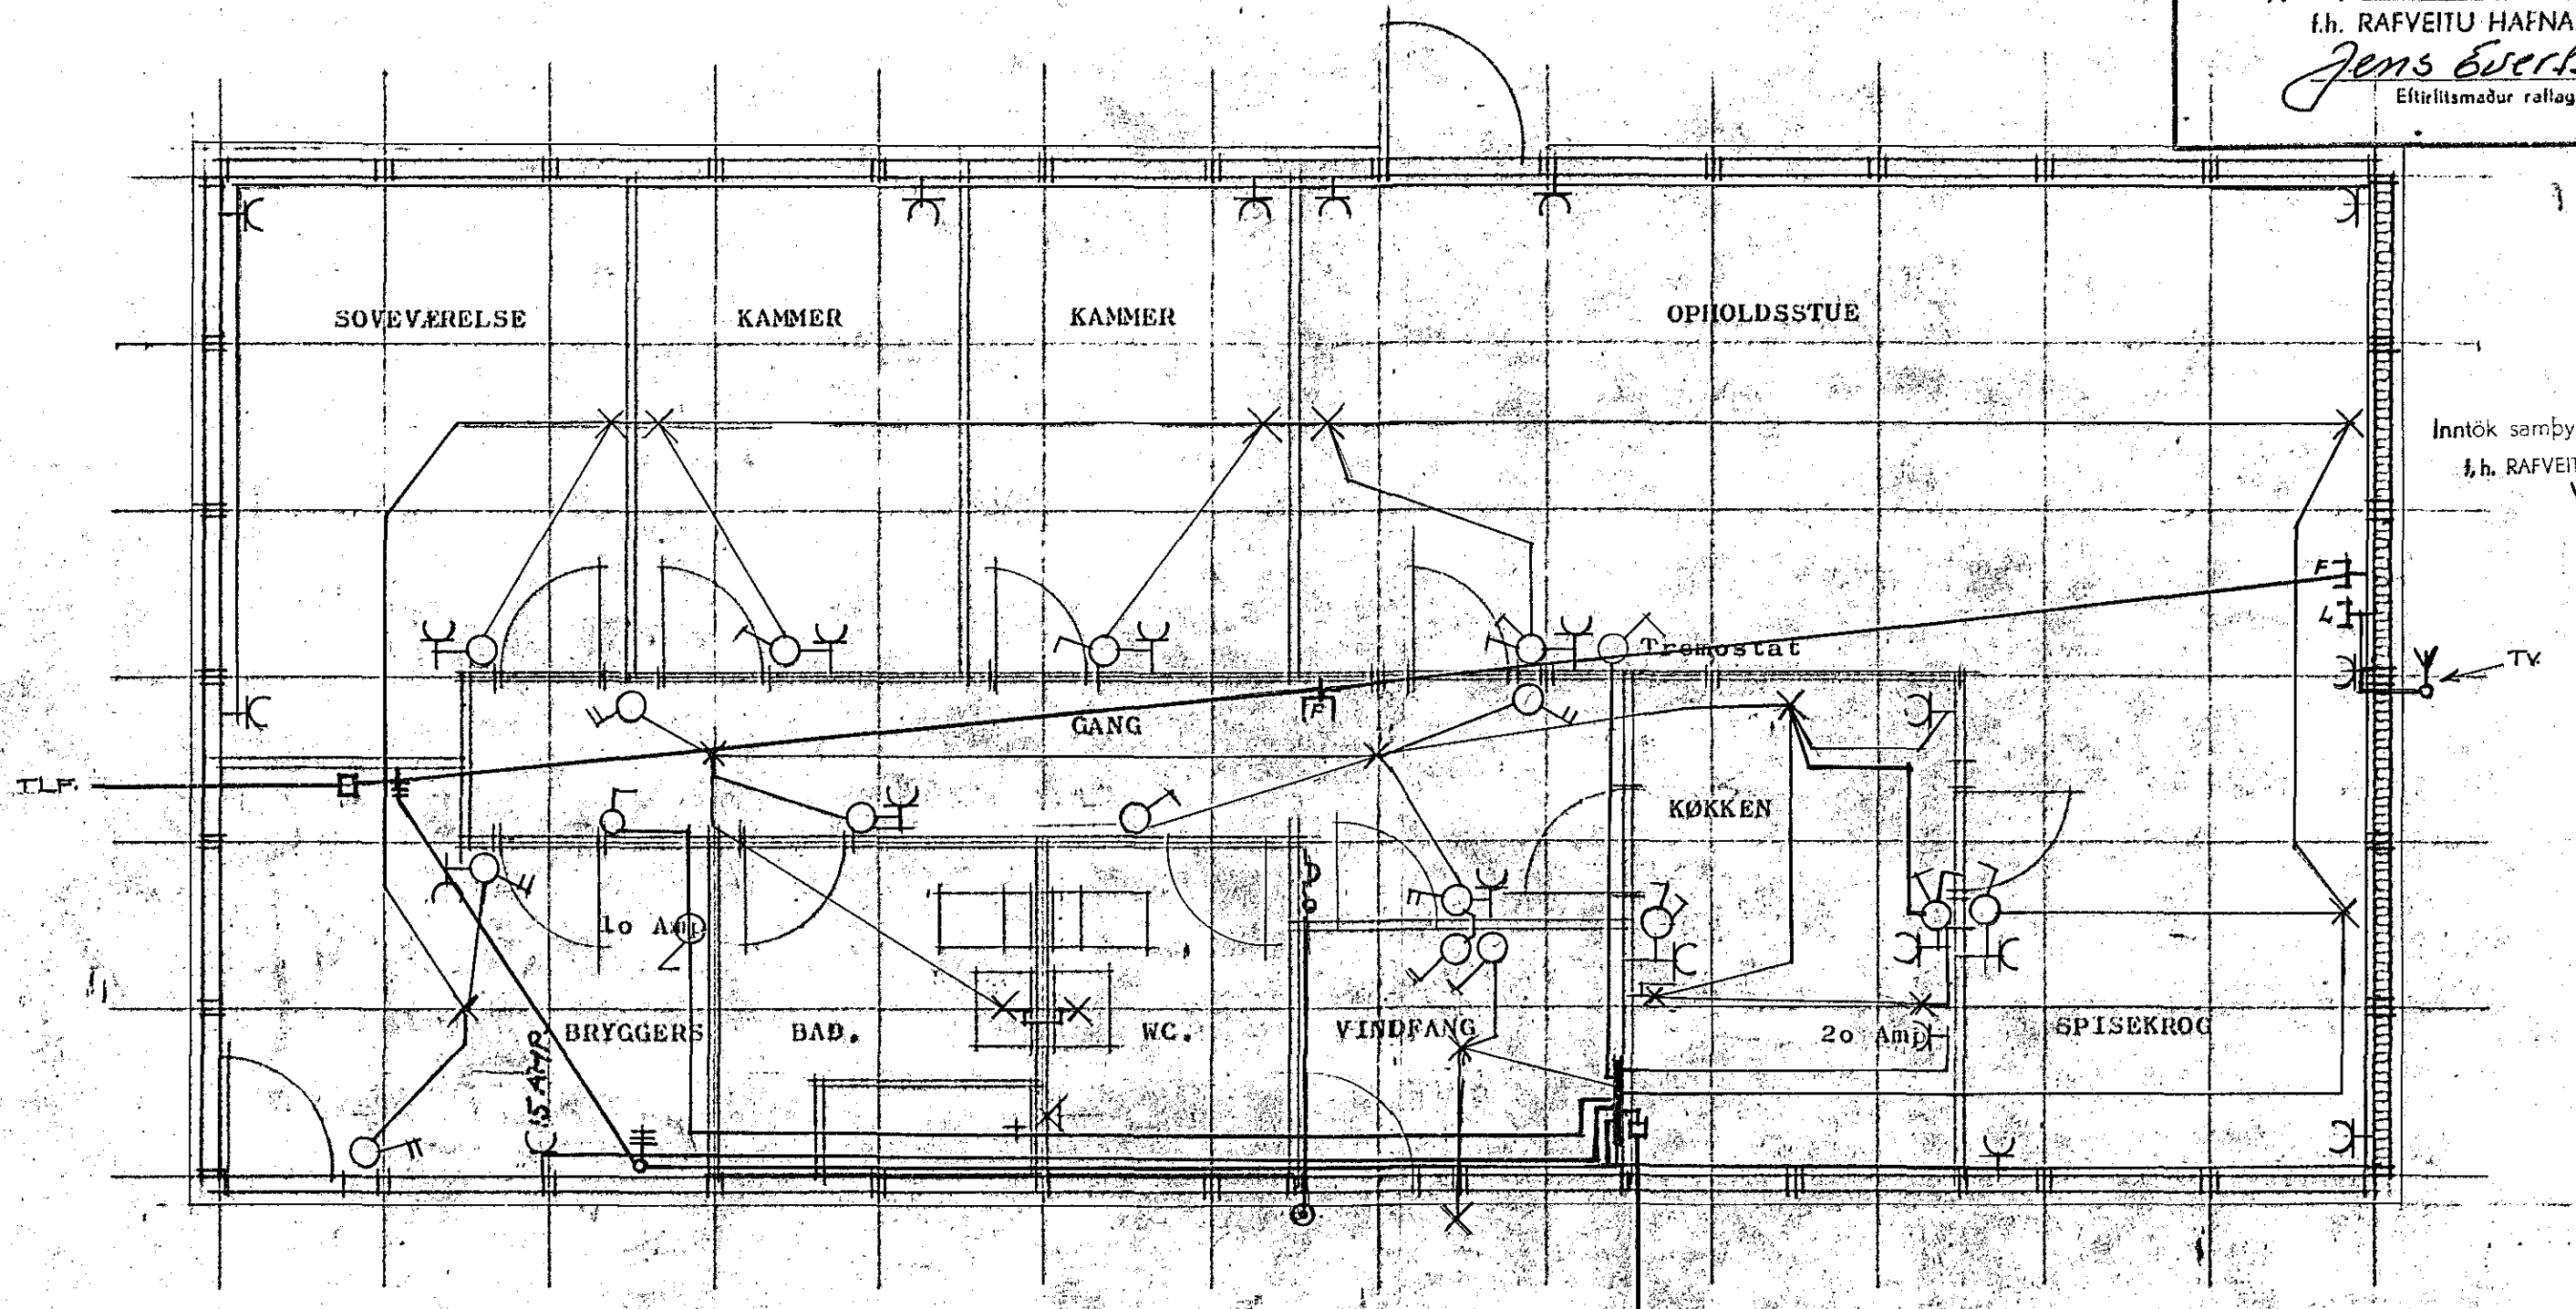 f.h. RAFVEITU HAFNA
Jens
Eftirlitsmaður raflag
SOVEVÆRELSE
KAMMER
KAMMER
OPHOLDSSTUE
Inntök samþy
f.h. RAFVEIT
F
L
Tremostat
TV.
F
GANG
TLF.
KØKKEN
1o Amp
BRYGGERS
BAD.
WC.
VINDFANG
2o Amp
SPISEKROG
15 AMP.